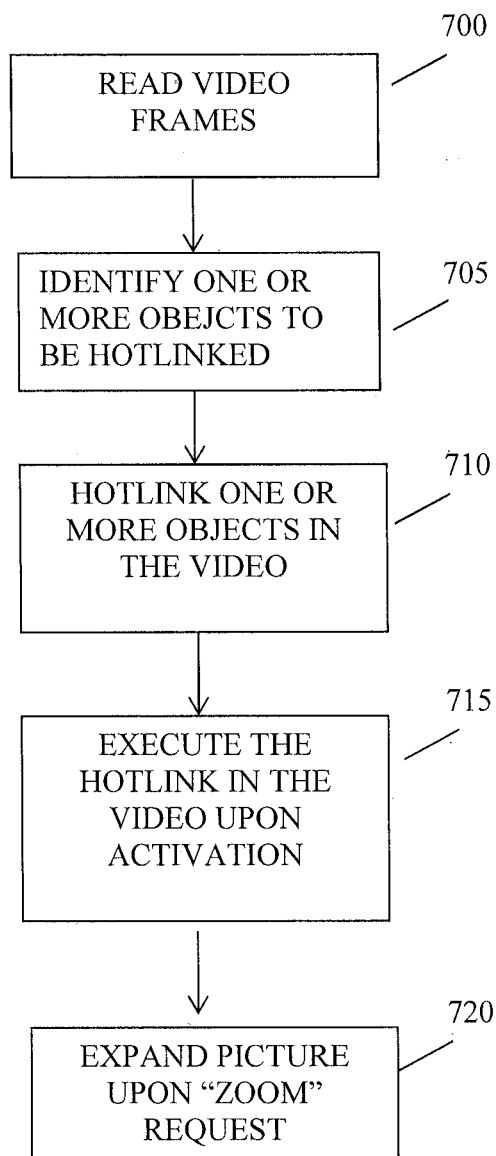 700
READ VIDEO
FRAMES
705
IDENTIFY ONE OR
MORE OBEJCTS TO
BE HOTLINKED
710
HOTLINK ONE OR
MORE OBJECTS IN
THE VIDEO
715
EXECUTE THE
HOTLINK IN THE
VIDEO UPON
ACTIVATION
720
EXPAND PICTURE
UPON “ZOOM”
REQUEST